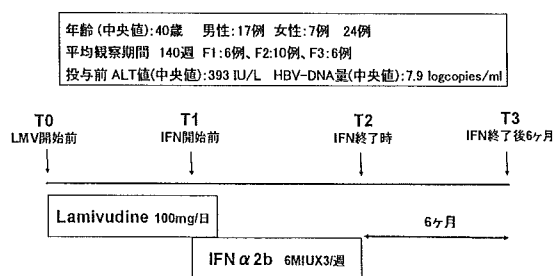 年齢(中央値):40歳 男性:17例 女性:7例 24例
平均観察期間 140週 F1:6例、F2:10例、F3:6例
投与前 ALT値(中央値):393 IU/L HBV-DNA量(中央値):7.9 logcopies/ml
T0 T1 T2 T3
LMV開始前 IFN開始前 IFN終了時 IFN終了後6ヶ月
Lamivudine 100mg/日
6ヶ月
IFNα2b 6MIUX3/週